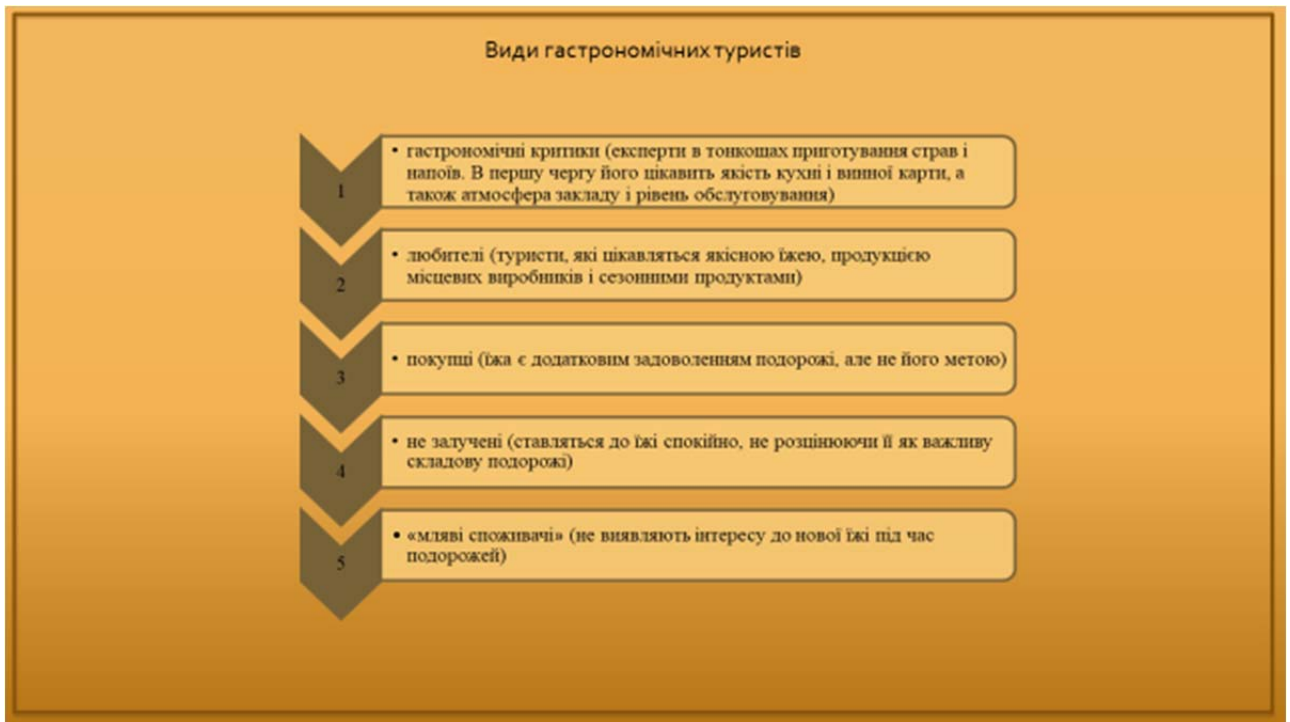 Види гастрономічних туристів
1
• гастрономічні критики (експерти в тонкощах приготування страв і
напоїв. В першу чергу його цікавить якість кухні і винної карти, а
також атмосфера закладу і рівень обслуговування)
2
• любителі (туристи, які цікавляться якісною їжею, продукцією
місцевих виробників і сезонними продуктами)
3
• покупці (їжа є додатковим задоволенням подорожі, але не його метою)
4
• не залучені (ставляться до їжі спокійно, не розцінюючи її як важливу
складову подорожі)
5
• «мляві споживачі» (не виявляють інтересу до нової їжі під час
подорожей)